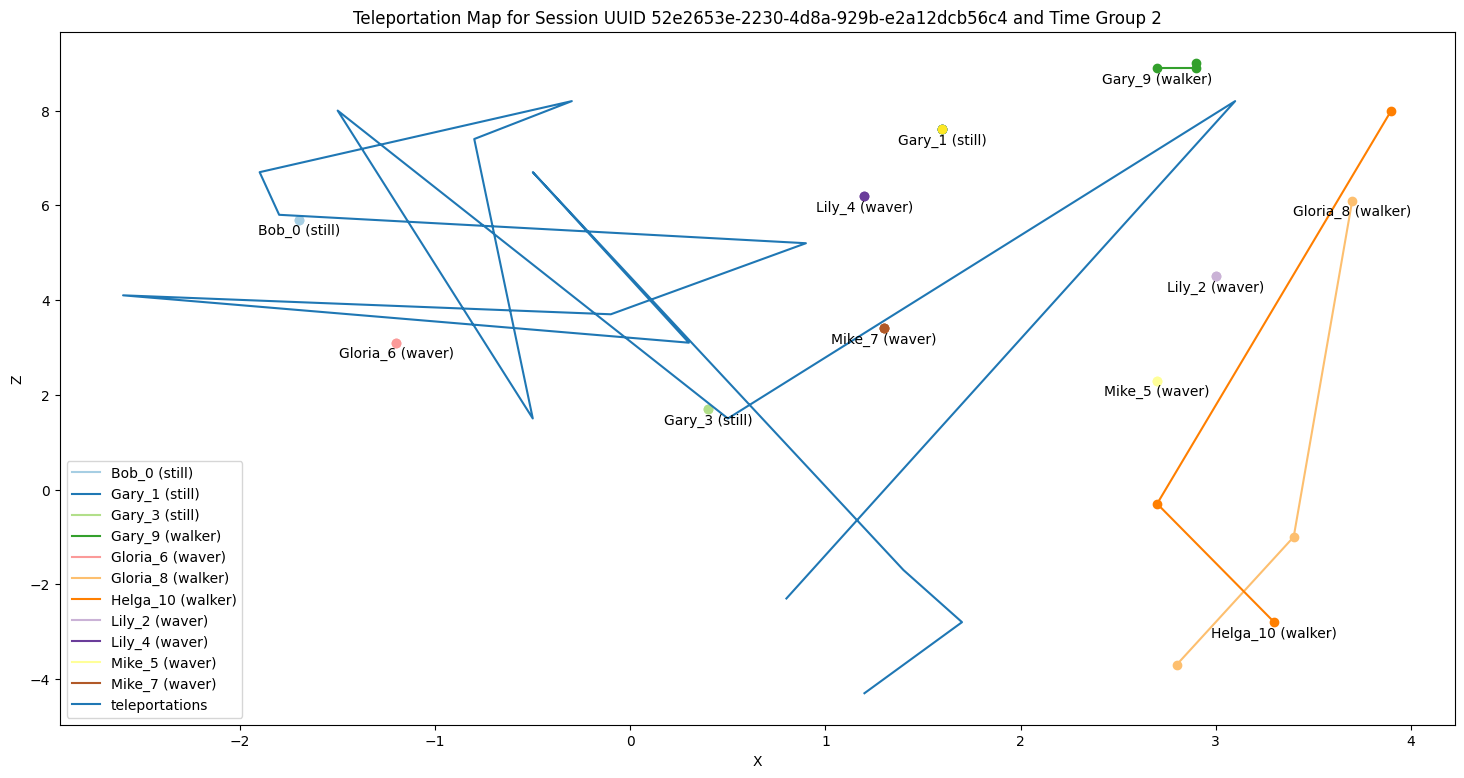 Teleportation Map for Session UUID 52e2653e-2230-4d8a-929b-e2a12dcb56c4 and Time Group 2
Gary_9 (walker)
Gary_1 (still)
Lily_4 (waver)
Gloria_8 (walker)
Bob_0 (still)
Lily_2 (waver)
Mike_7 (waver)
Gloria_6 (waver)
Mike_5 (waver)
Gary_3 (still)
Helga_10 (walker)
8
6
4
2
0
−2
−4
Z
Bob_0 (still)
Gary_1 (still)
Gary_3 (still)
Gary_9 (walker)
Gloria_6 (waver)
Gloria_8 (walker)
Helga_10 (walker)
Lily_2 (waver)
Lily_4 (waver)
Mike_5 (waver)
Mike_7 (waver)
teleportations
−2 −1 0 1 2 3 4
X